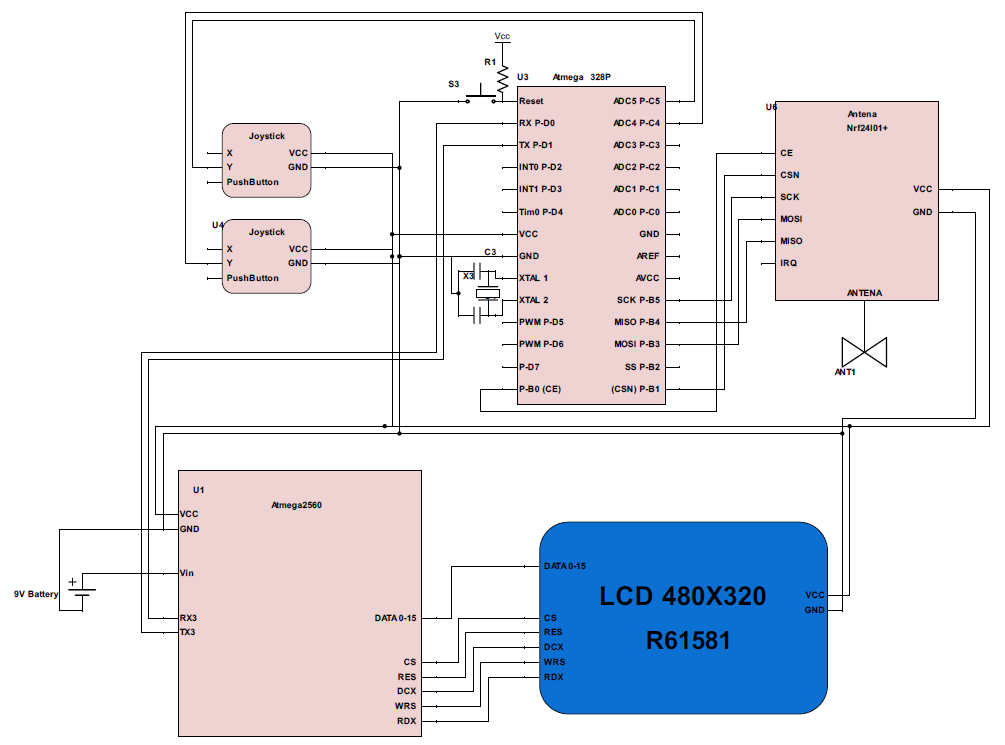 Vcc
R1
S3
U3
Atmega 328P
Reset
RX P-D0
TX P-D1
INT0 P-D2
INT1 P-D3
Tim0 P-D4
VCC
GND
XTAL 1
XTAL 2
PWM P-D5
PWM P-D6
P-D7
P-B0 (CE)
ADC5 P-C5
ADC4 P-C4
ADC3 P-C3
ADC2 P-C2
ADC1 P-C1
ADC0 P-C0
GND
AREF
AVCC
SCK P-B5
MISO P-B4
MOSI P-B3
SS P-B2
(CSN) P-B1
C3
X3
Joystick
X
Y
PushButton
VCC
GND
U4
Joystick
X
Y
PushButton
VCC
GND
U6
Antena
Nrf24l01+
CE
CSN
SCK
MOSI
MISO
IRQ
VCC
GND
ANTENA
ANT1
U1
Atmega2560
VCC
GND
Vin
RX3
TX3
DATA 0-15
CS
RES
DCX
WRS
RDX
+
9V Battery
DATA 0-15
CS
RES
DCX
WRS
RDX
LCD 480X320
R61581
VCC
GND